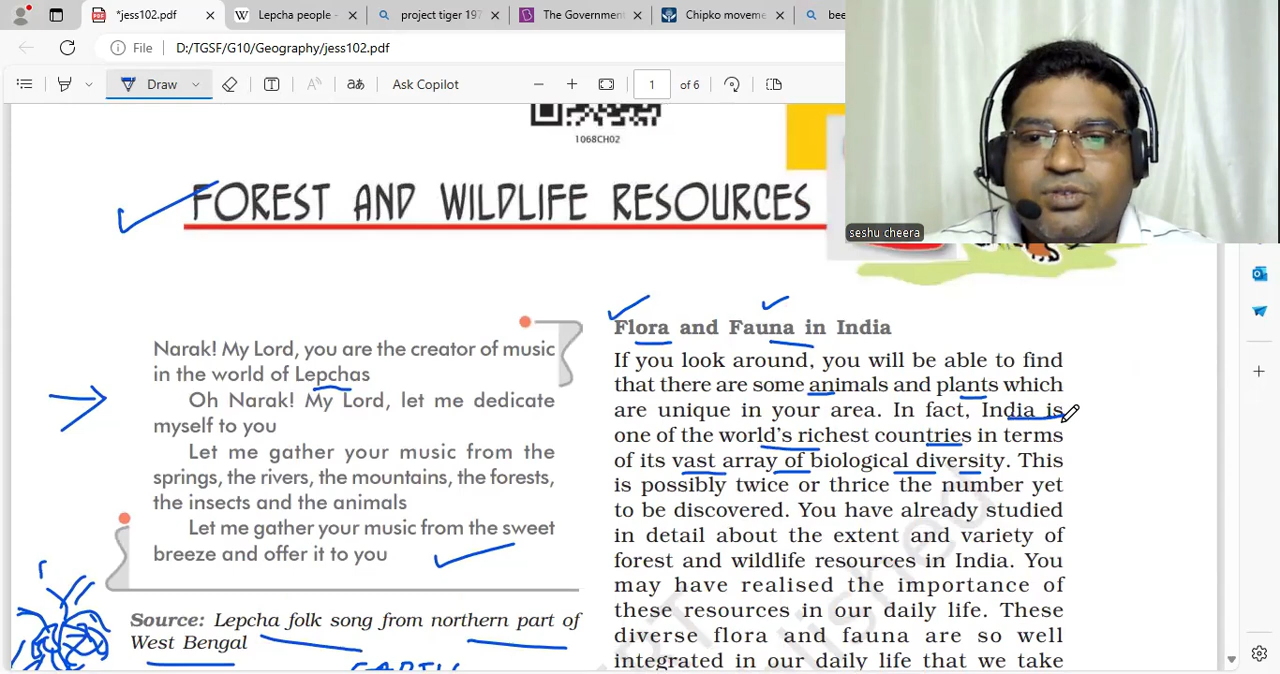 *jess102.pdf
Lepcha people -
project tiger 197
The Government
Chipko moveme
bee
File
D:/TGSF/G10/Geography/jess102.pdf
Draw
aあ
Ask Copilot
1
of 6
1068CH02
FOREST AND WILDLIFE RESOURCES
seshu cheera
Narak! My Lord, you are the creator of music
in the world of Lepchas
Oh Narak! My Lord, let me dedicate
myself to you
Let me gather your music from the
springs, the rivers, the mountains, the forests,
the insects and the animals
Let me gather your music from the sweet
breeze and offer it to you
Source: Lepcha folk song from northern part of
West Bengal
Flora and Fauna in India
If you look around, you will be able to find
that there are some animals and plants which
are unique in your area. In fact, India is
one of the world's richest countries in terms
of its vast array of biological diversity. This
is possibly twice or thrice the number yet
to be discovered. You have already studied
in detail about the extent and variety of
forest and wildlife resources in India. You
may have realised the importance of
these resources in our daily life. These
diverse flora and fauna are so well
integrated in our daily life that we take